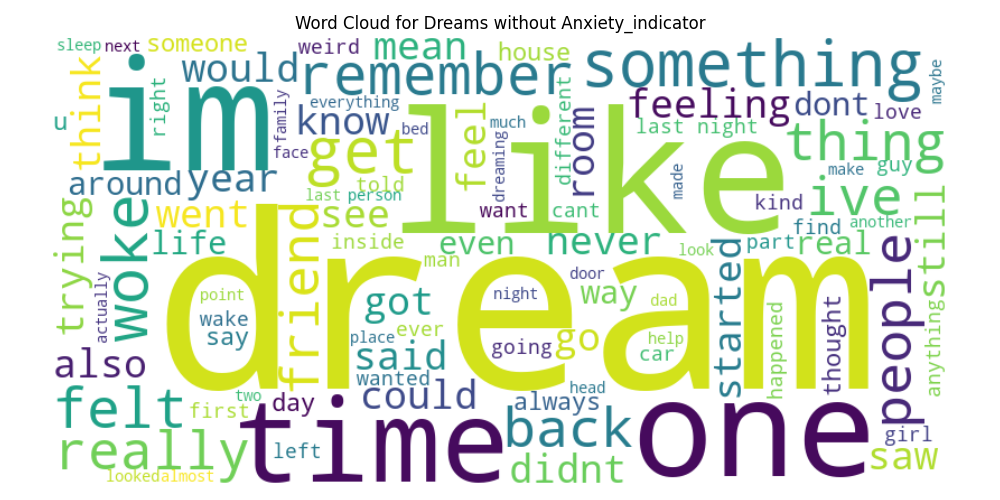 Word Cloud for Dreams without Anxiety_indicator
sleep next someone weird mean house something
think im would remember maybe
right family everything know bed much different feeling dont love
u face get like feel last night thing
around year told dreaming room made make guy
last person want cant kind ive still
trying woke went see find another
life friend inside even never started part real people
actually man look
dream
point night door dad happened thought anything
wake got way
say ever place going go help car
also said
wanted head
felt two day could always
first time back one girl
really left didnt saw
looked almost